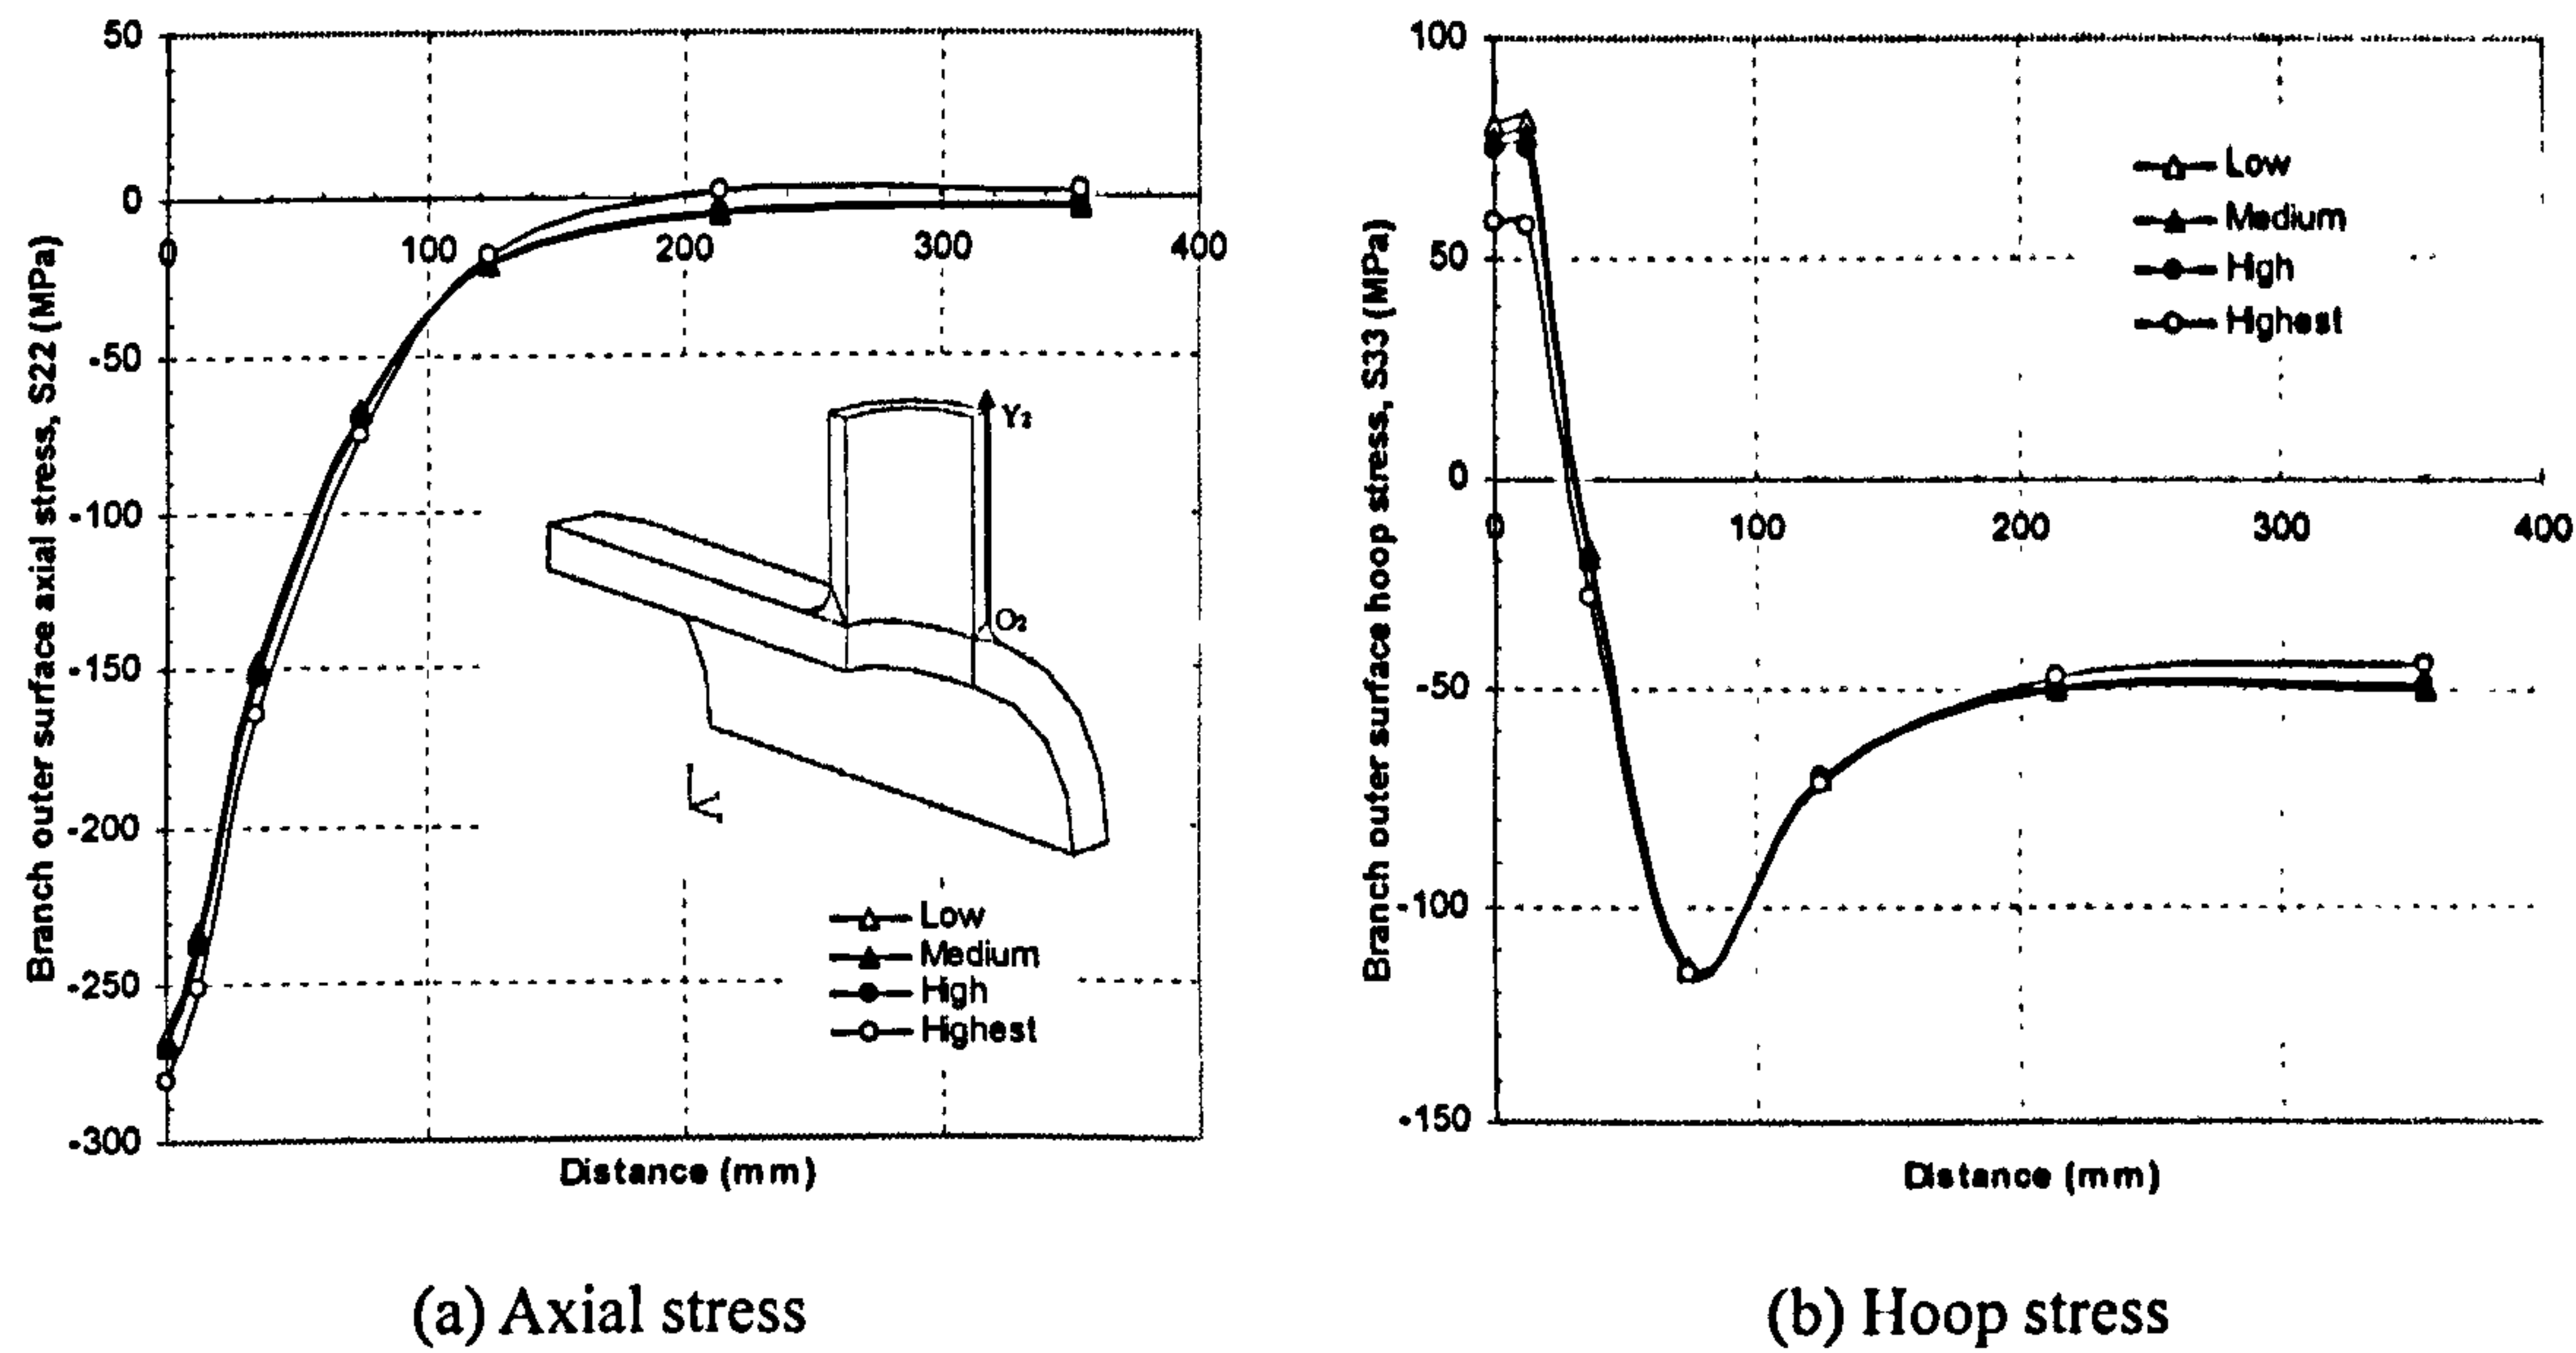 50
0
-50
-100
-150
-200
-250
-300
0
100
200
300
400
Branch outer surface axial stress, S22 (MPa)
Distance (mm)
Y2
O2
Low
Medium
High
Highest
(a) Axial stress
100
50
0
-50
-100
-150
0
100
200
300
400
Branch outer surface hoop stress, S33 (MPa)
Distance (mm)
Low
Medium
High
Highest
(b) Hoop stress